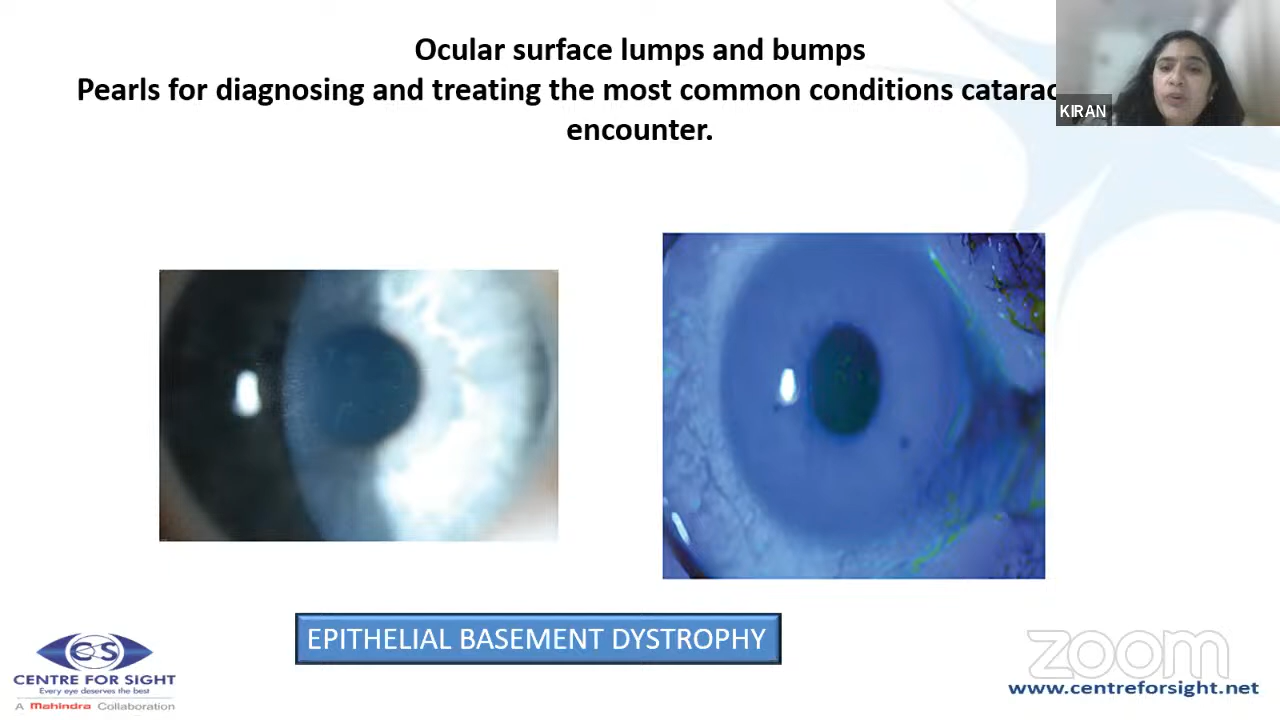 Ocular surface lumps and bumps
Pearls for diagnosing and treating the most common conditions
encounter.
KIRAN
EPITHELIAL BASEMENT DYSTROPHY
CS
CENTRE FOR SIGHT
Every eye deserves the best
A Mahindra Collaboration
zoom
www.centreforsight.net